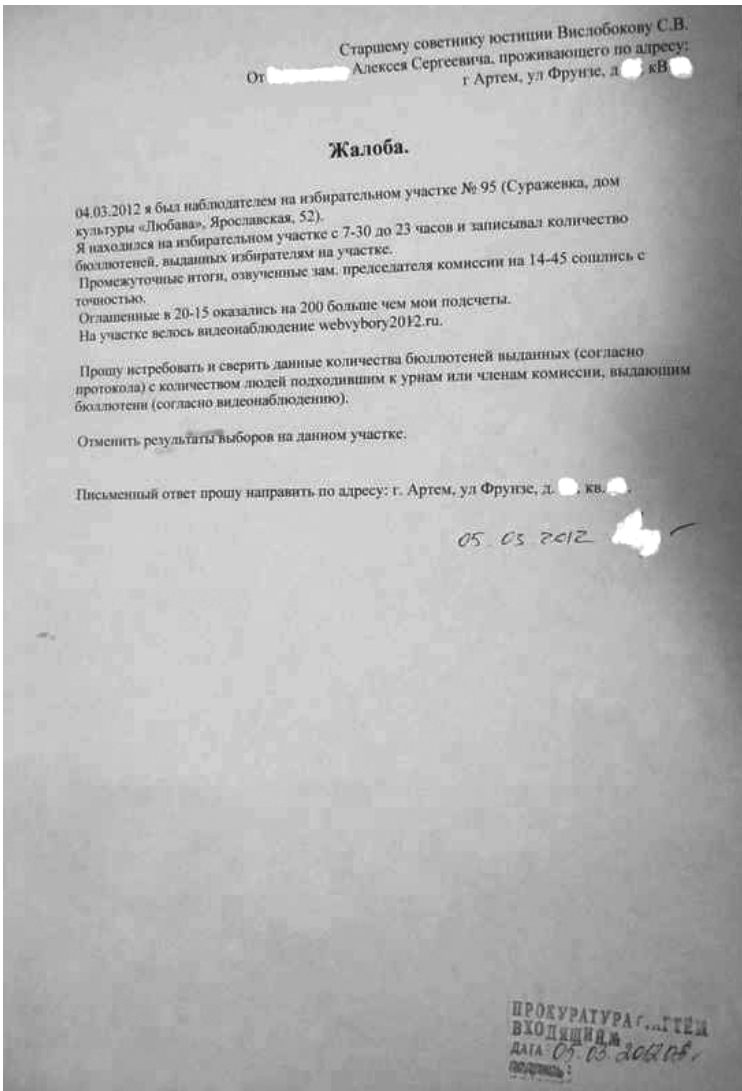 Старшему советнику юстиции Вислобокову С.В.
От Алексея Сергеевича, проживающего по адресу:
г Артем, ул Фрунзе, д , кВ
Жалоба.
04.03.2012 я был наблюдателем на избирательном участке № 95 (Суражевка, дом
культуры «Любава», Ярославская, 52).
Я находился на избирательном участке с 7-30 до 23 часов и записывал количество
бюллютеней, выданных избирателям на участке.
Промежуточные итоги, озвученные зам. председателя комиссии на 14-45 сошлись с
точностью.
Оглашенные в 20-15 оказались на 200 больше чем мои подсчеты.
На участке велось видеонаблюдение webvybory2012.ru.
Прошу истребовать и сверить данные количества бюллютеней выданных (согласно
протокола) с количеством людей подходившим к урнам или членам комиссии, выдающим
бюллютени (согласно видеонаблюдению).
Отменить результаты выборов на данном участке.
Письменный ответ прошу направить по адресу: г. Артем, ул Фрунзе, д. , кв. .
05 03 2012
ПРОКУРАТУРА
ВХОДЯЩИЙ №
ДАТА 05.03.
подпись: